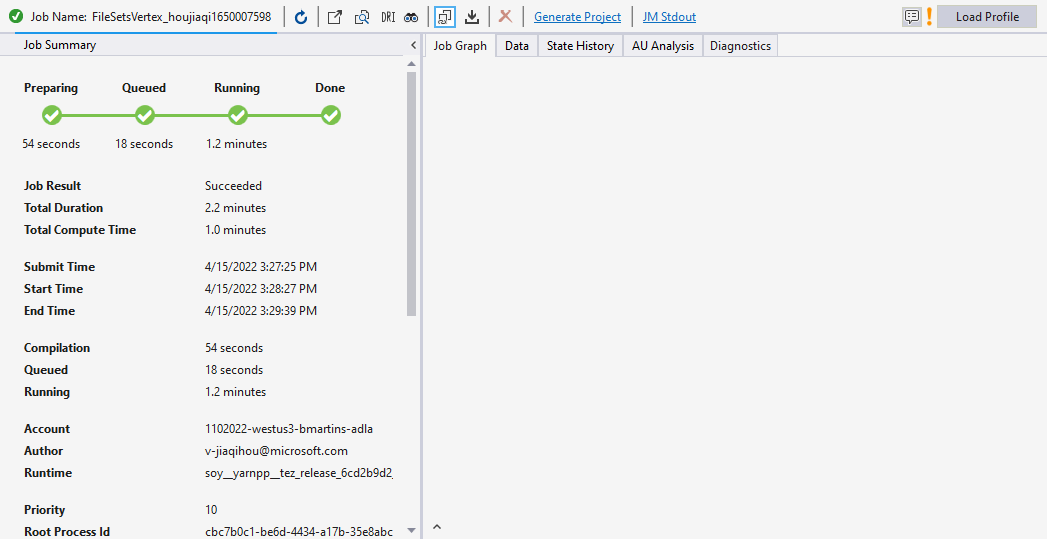 Job Name: FileSetsVertex_houjiaqi1650007598 DRI Generate Project JM Stdout Load Profile
Job Summary
Job Graph Data State History AU Analysis Diagnostics
Preparing Queued Running Done
54 seconds 18 seconds 1.2 minutes
Job Result Succeeded
Total Duration 2.2 minutes
Total Compute Time 1.0 minutes
Submit Time 4/15/2022 3:27:25 PM
Start Time 4/15/2022 3:28:27 PM
End Time 4/15/2022 3:29:39 PM
Compilation 54 seconds
Queued 18 seconds
Running 1.2 minutes
Account 1102022-westus3-bmartins-adla
Author v-jiaqihou@microsoft.com
Runtime soy__yarnpp__tez_release_6cd2b9d2_
Priority 10
Root Process Id cbc7b0c1-be6d-4434-a17b-35e8abc